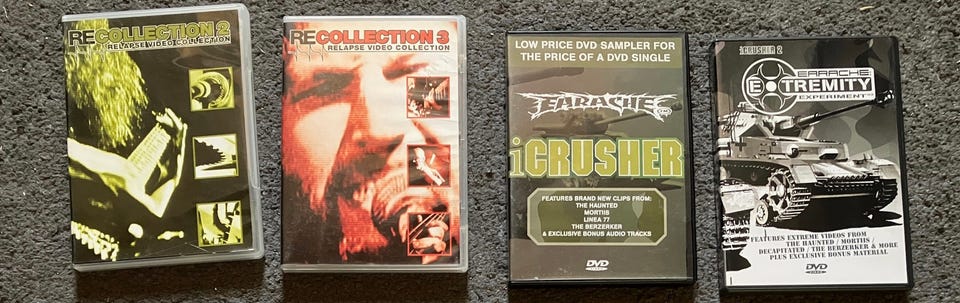 RECOLLECTION 2
RELAPSE VIDEO COLLECTION
RECOLLECTION 3
RELAPSE VIDEO COLLECTION
LOW PRICE DVD SAMPLER FOR
THE PRICE OF A DVD SINGLE
EARACHE
iCRUSHER
FEATURES BRAND NEW CLIPS FROM:
THE HAUNTED
MORTIIS
LINEA 77
THE BERZERKER
& EXCLUSIVE BONUS AUDIO TRACKS
DVD
VIDEO
iCRUSHER 2
EARACHE
E TREMITY
EXPERIMENT
FEATURES EXTREME VIDEOS FROM
THE HAUNTED / MORTIIS /
DECAPITATED / THE BERZERKER & MORE
PLUS EXCLUSIVE BONUS MATERIAL
DVD
VIDEO